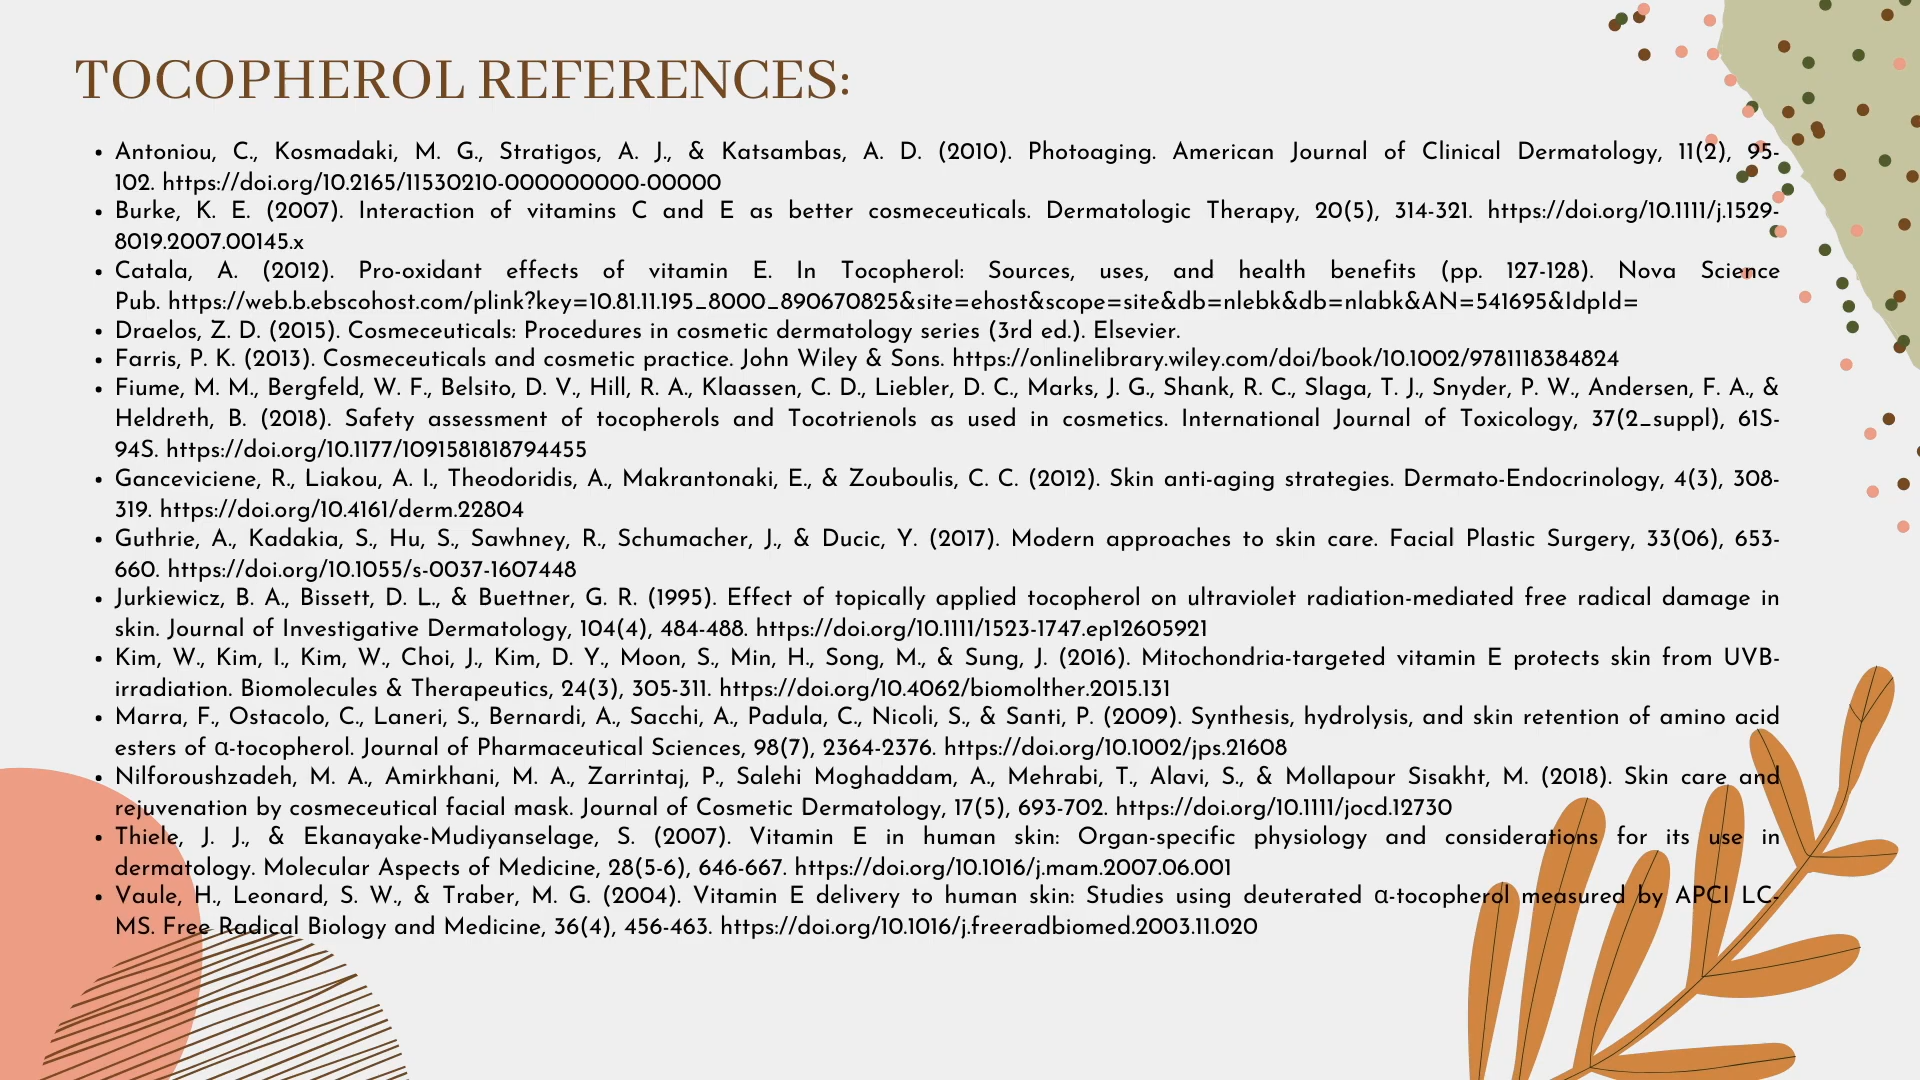 TOCOPHEROL REFERENCES:
• Antoniou, C., Kosmadaki, M. G., Stratigos, A. J., & Katsambas, A. D. (2010). Photoaging. American Journal of Clinical Dermatology, 11(2), 95-
102. https://doi.org/10.2165/11530210-000000000-00000
• Burke, K. E. (2007). Interaction of vitamins C and E as better cosmeceuticals. Dermatologic Therapy, 20(5), 314-321. https://doi.org/10.1111/j.1529-
8019.2007.00145.x
• Catala, A. (2012). Pro-oxidant effects of vitamin E. In Tocopherol: Sources, uses, and health benefits (pp. 127-128). Nova Science
Pub. https://web.b.ebscohost.com/plink?key=10.81.11.195_8000_890670825&site=ehost&scope=site&db=nlebk&db=nlabk&AN=541695&IdpId=
• Draelos, Z. D. (2015). Cosmeceuticals: Procedures in cosmetic dermatology series (3rd ed.). Elsevier.
• Farris, P. K. (2013). Cosmeceuticals and cosmetic practice. John Wiley & Sons. https://onlinelibrary.wiley.com/doi/book/10.1002/9781118384824
• Fiume, M. M., Bergfeld, W. F., Belsito, D. V., Hill, R. A., Klaassen, C. D., Liebler, D. C., Marks, J. G., Shank, R. C., Slaga, T. J., Snyder, P. W., Andersen, F. A., &
Heldreth, B. (2018). Safety assessment of tocopherols and Tocotrienols as used in cosmetics. International Journal of Toxicology, 37(2_suppl), 61S-
94S. https://doi.org/10.1177/1091581818794455
• Ganceviciene, R., Liakou, A. I., Theodoridis, A., Makrantonaki, E., & Zouboulis, C. C. (2012). Skin anti-aging strategies. Dermato-Endocrinology, 4(3), 308-
319. https://doi.org/10.4161/derm.22804
• Guthrie, A., Kadakia, S., Hu, S., Sawhney, R., Schumacher, J., & Ducic, Y. (2017). Modern approaches to skin care. Facial Plastic Surgery, 33(06), 653-
660. https://doi.org/10.1055/s-0037-1607448
• Jurkiewicz, B. A., Bissett, D. L., & Buettner, G. R. (1995). Effect of topically applied tocopherol on ultraviolet radiation-mediated free radical damage in
skin. Journal of Investigative Dermatology, 104(4), 484-488. https://doi.org/10.1111/1523-1747.ep12605921
• Kim, W., Kim, I., Kim, W., Choi, J., Kim, D. Y., Moon, S., Min, H., Song, M., & Sung, J. (2016). Mitochondria-targeted vitamin E protects skin from UVB-
irradiation. Biomolecules & Therapeutics, 24(3), 305-311. https://doi.org/10.4062/biomolther.2015.131
• Marra, F., Ostacolo, C., Laneri, S., Bernardi, A., Sacchi, A., Padula, C., Nicoli, S., & Santi, P. (2009). Synthesis, hydrolysis, and skin retention of amino acid
esters of α-tocopherol. Journal of Pharmaceutical Sciences, 98(7), 2364-2376. https://doi.org/10.1002/jps.21608
• Nilforoushzadeh, M. A., Amirkhani, M. A., Zarrintaj, P., Salehi Moghaddam, A., Mehrabi, T., Alavi, S., & Mollapour Sisakht, M. (2018). Skin care and
rejuvenation by cosmeceutical facial mask. Journal of Cosmetic Dermatology, 17(5), 693-702. https://doi.org/10.1111/jocd.12730
• Thiele, J. J., & Ekanayake-Mudiyanselage, S. (2007). Vitamin E in human skin: Organ-specific physiology and considerations for its use in
dermatology. Molecular Aspects of Medicine, 28(5-6), 646-667. https://doi.org/10.1016/j.mam.2007.06.001
• Vaule, H., Leonard, S. W., & Traber, M. G. (2004). Vitamin E delivery to human skin: Studies using deuterated α-tocopherol measured by APCI LC-
MS. Free Radical Biology and Medicine, 36(4), 456-463. https://doi.org/10.1016/j.freeradbiomed.2003.11.020